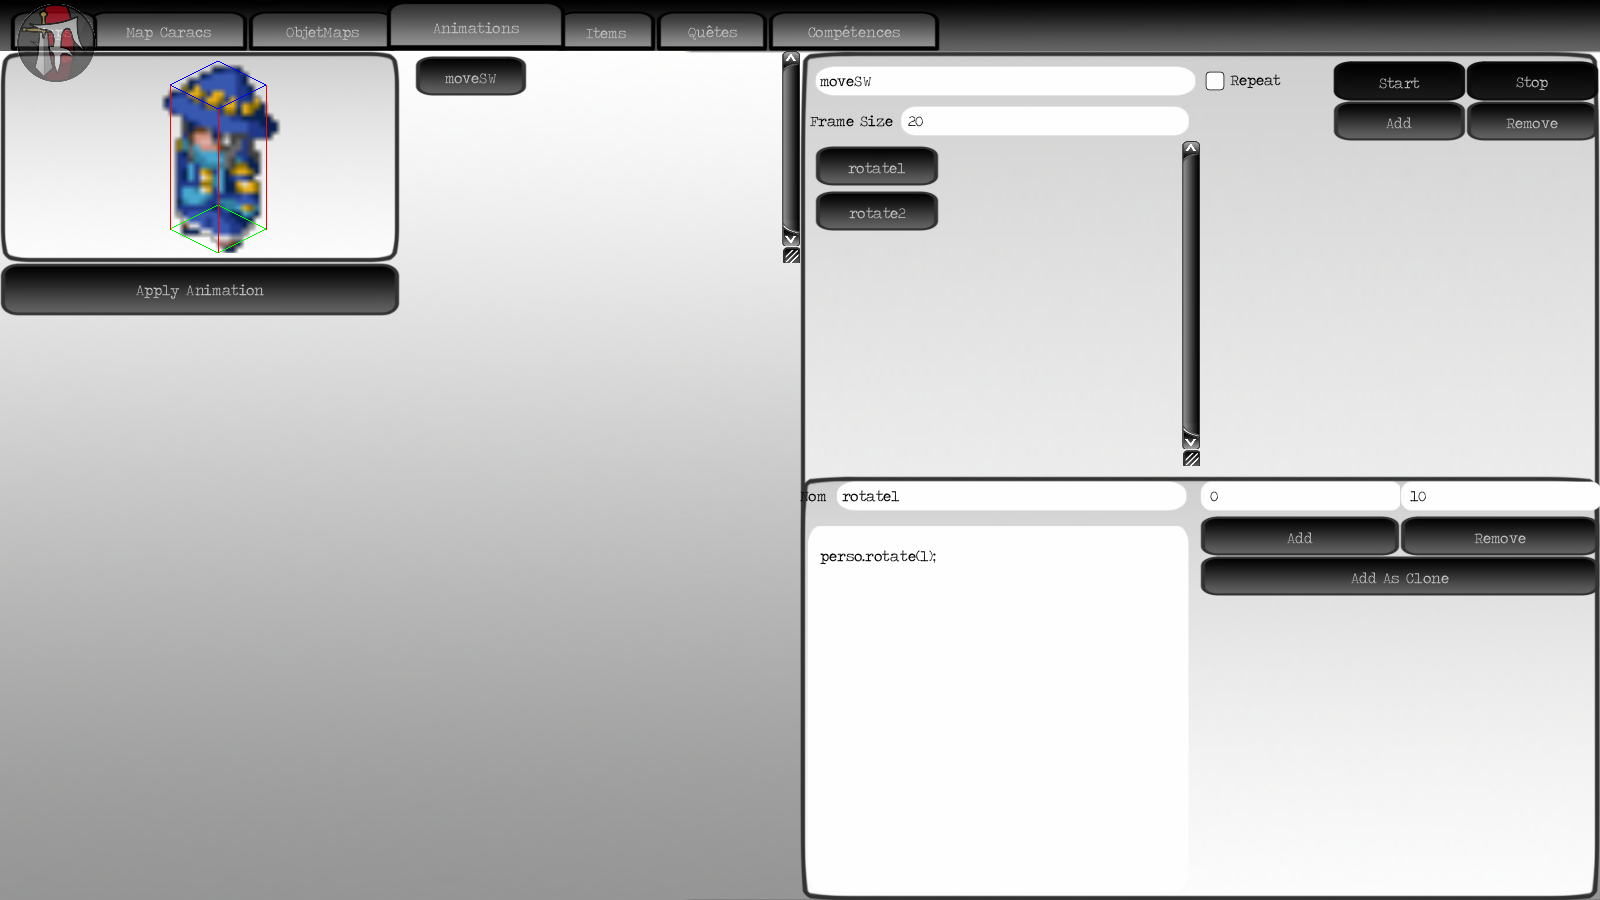 Map Caracs
ObjetMaps
Animations
Items
Quêtes
Compétences
moveSW
Apply Animation
moveSW
Repeat
Start
Stop
Frame Size
20
Add
Remove
rotate1
rotate2
Nom
rotate1
0
10
perso.rotate(1);
Add
Remove
Add As Clone